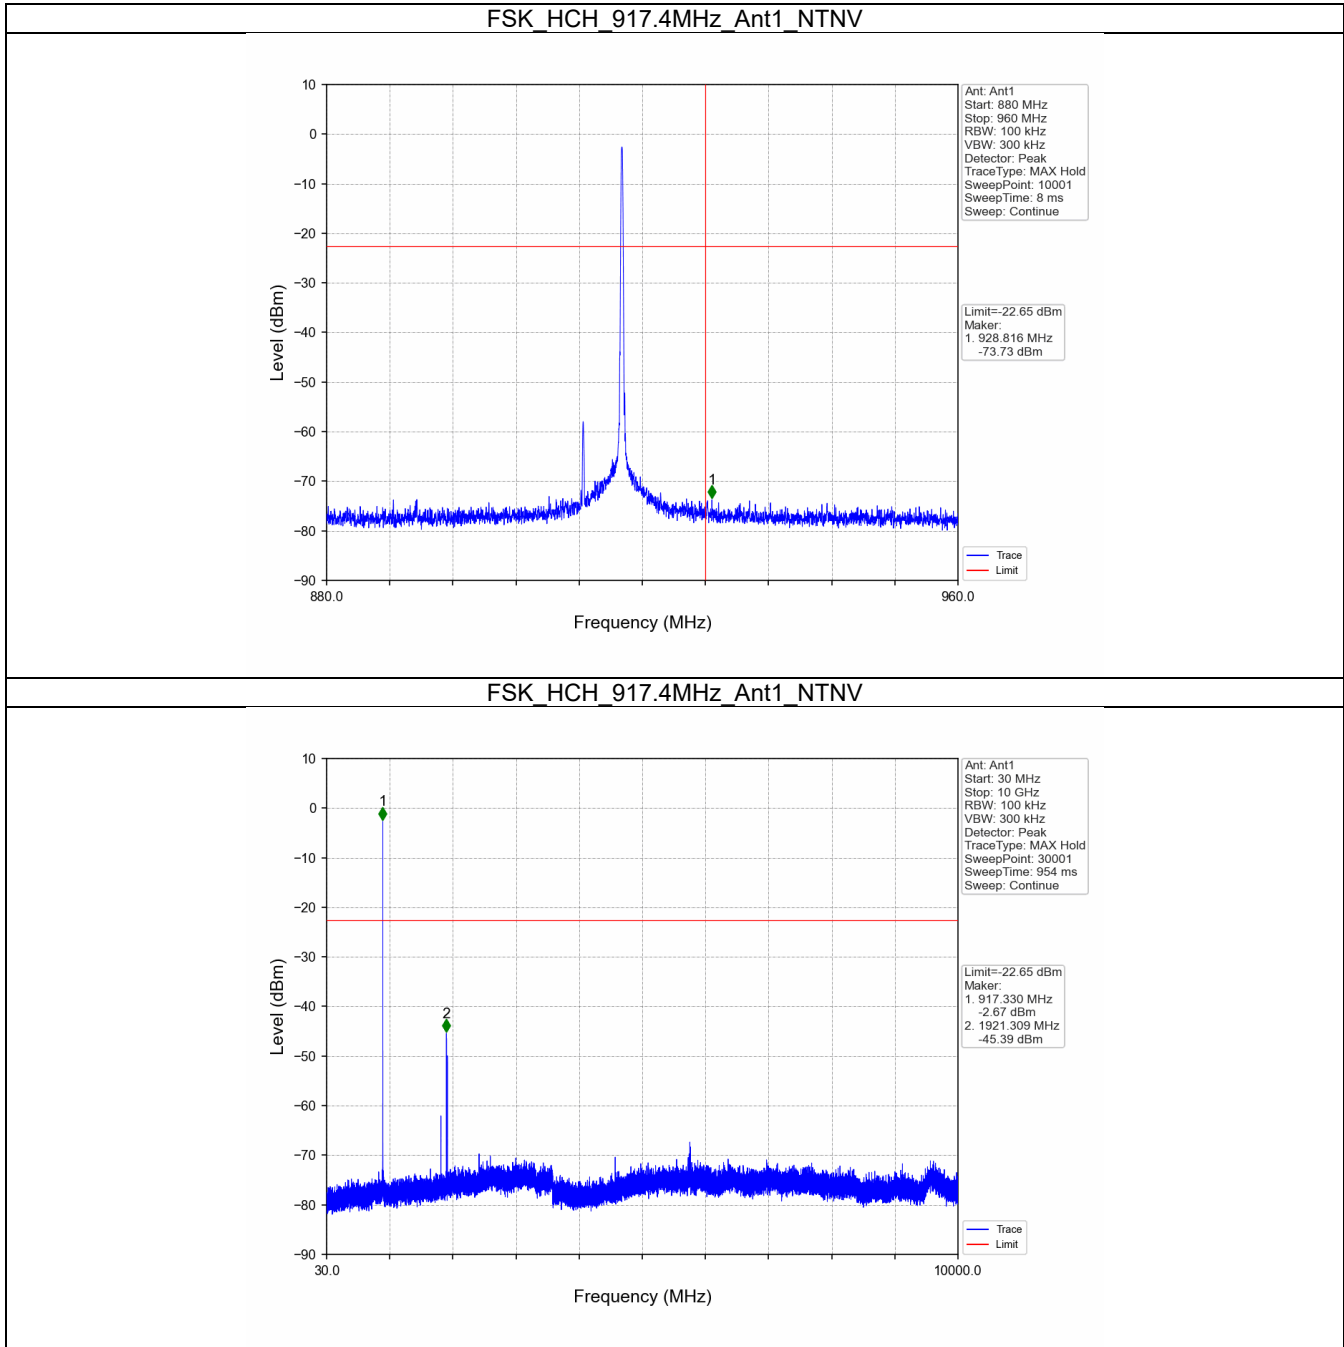 FSK_HCH_917.4MHz_Ant1_NTNV
10
0
−10
−20
−30
−40
−50
−60
−70
−80
−90
Level (dBm)
880.0
960.0
Frequency (MHz)
1
Ant: Ant1
Start: 880 MHz
Stop: 960 MHz
RBW: 100 kHz
VBW: 300 kHz
Detector: Peak
TraceType: MAX Hold
SweepPoint: 10001
SweepTime: 8 ms
Sweep: Continue
Limit=-22.65 dBm
Maker:
1. 928.816 MHz
-73.73 dBm
Trace
Limit
FSK_HCH_917.4MHz_Ant1_NTNV
10
0
−10
−20
−30
−40
−50
−60
−70
−80
−90
Level (dBm)
30.0
10000.0
Frequency (MHz)
1
2
Ant: Ant1
Start: 30 MHz
Stop: 10 GHz
RBW: 100 kHz
VBW: 300 kHz
Detector: Peak
TraceType: MAX Hold
SweepPoint: 30001
SweepTime: 954 ms
Sweep: Continue
Limit=-22.65 dBm
Maker:
1. 917.330 MHz
-2.67 dBm
2. 1921.309 MHz
-45.39 dBm
Trace
Limit